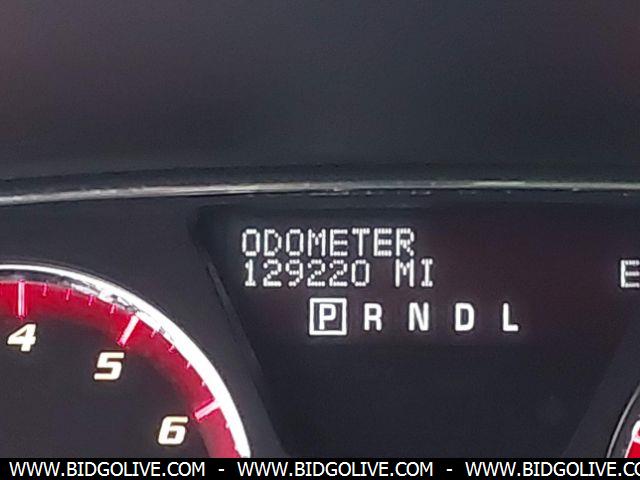 ODOMETER
129220 MI
E
P R N D L
4
5
6
WWW.BIDGOLIVE.COM - WWW.BIDGOLIVE.COM - WWW.BIDGOLIVE.COM